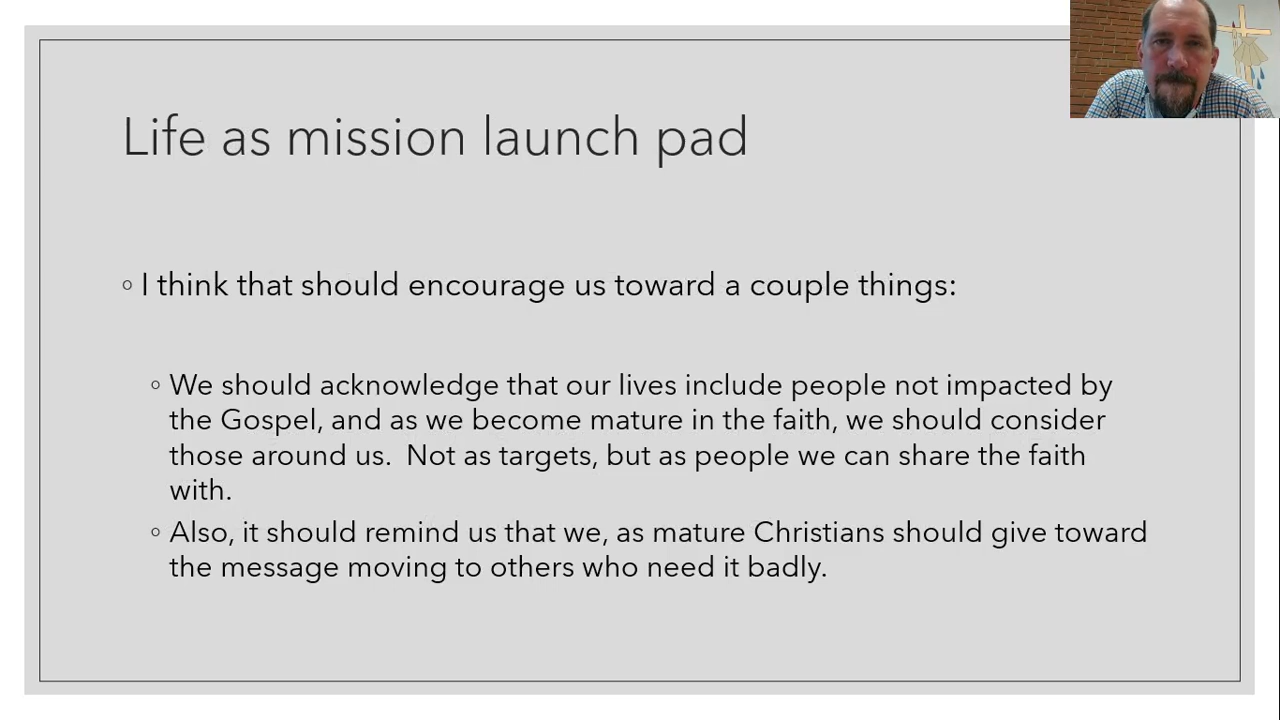 Life as mission launch pad
◦ I think that should encourage us toward a couple things:
◦ We should acknowledge that our lives include people not impacted by
the Gospel, and as we become mature in the faith, we should consider
those around us.  Not as targets, but as people we can share the faith
with.
◦ Also, it should remind us that we, as mature Christians should give toward
the message moving to others who need it badly.